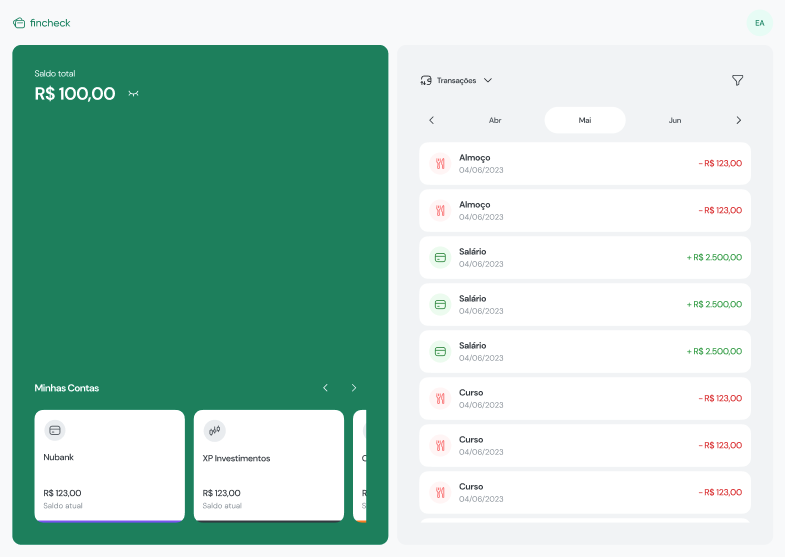 fincheck
EA
Saldo total
R$ 100,00
Minhas Contas
Nubank
R$ 123,00
Saldo atual
XP Investimentos
R$ 123,00
Saldo atual
Transações
Abr
Mai
Jun
Almoço
04/06/2023
- R$ 123,00
Almoço
04/06/2023
- R$ 123,00
Salário
04/06/2023
+ R$ 2.500,00
Salário
04/06/2023
+ R$ 2.500,00
Salário
04/06/2023
+ R$ 2.500,00
Curso
04/06/2023
- R$ 123,00
Curso
04/06/2023
- R$ 123,00
Curso
04/06/2023
- R$ 123,00